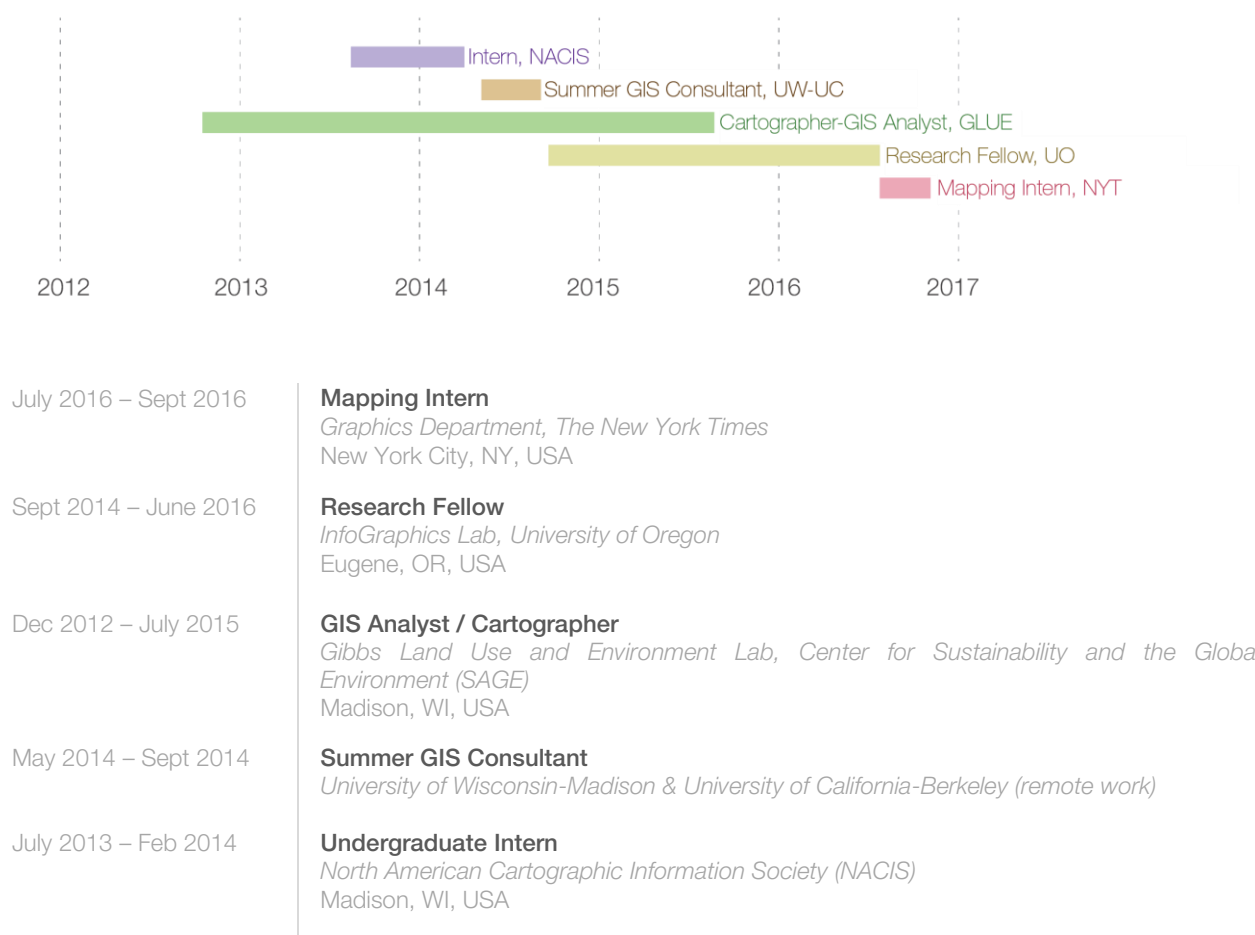 Intern, NACIS
Summer GIS Consultant, UW-UC
Cartographer-GIS Analyst, GLUE
Research Fellow, UO
Mapping Intern, NYT
2012 2013 2014 2015 2016 2017
July 2016 – Sept 2016
Mapping Intern
Graphics Department, The New York Times
New York City, NY, USA
Sept 2014 – June 2016
Research Fellow
InfoGraphics Lab, University of Oregon
Eugene, OR, USA
Dec 2012 – July 2015
GIS Analyst / Cartographer
Gibbs Land Use and Environment Lab, Center for Sustainability and the Globa
Environment (SAGE)
Madison, WI, USA
May 2014 – Sept 2014
Summer GIS Consultant
University of Wisconsin-Madison & University of California-Berkeley (remote work)
July 2013 – Feb 2014
Undergraduate Intern
North American Cartographic Information Society (NACIS)
Madison, WI, USA